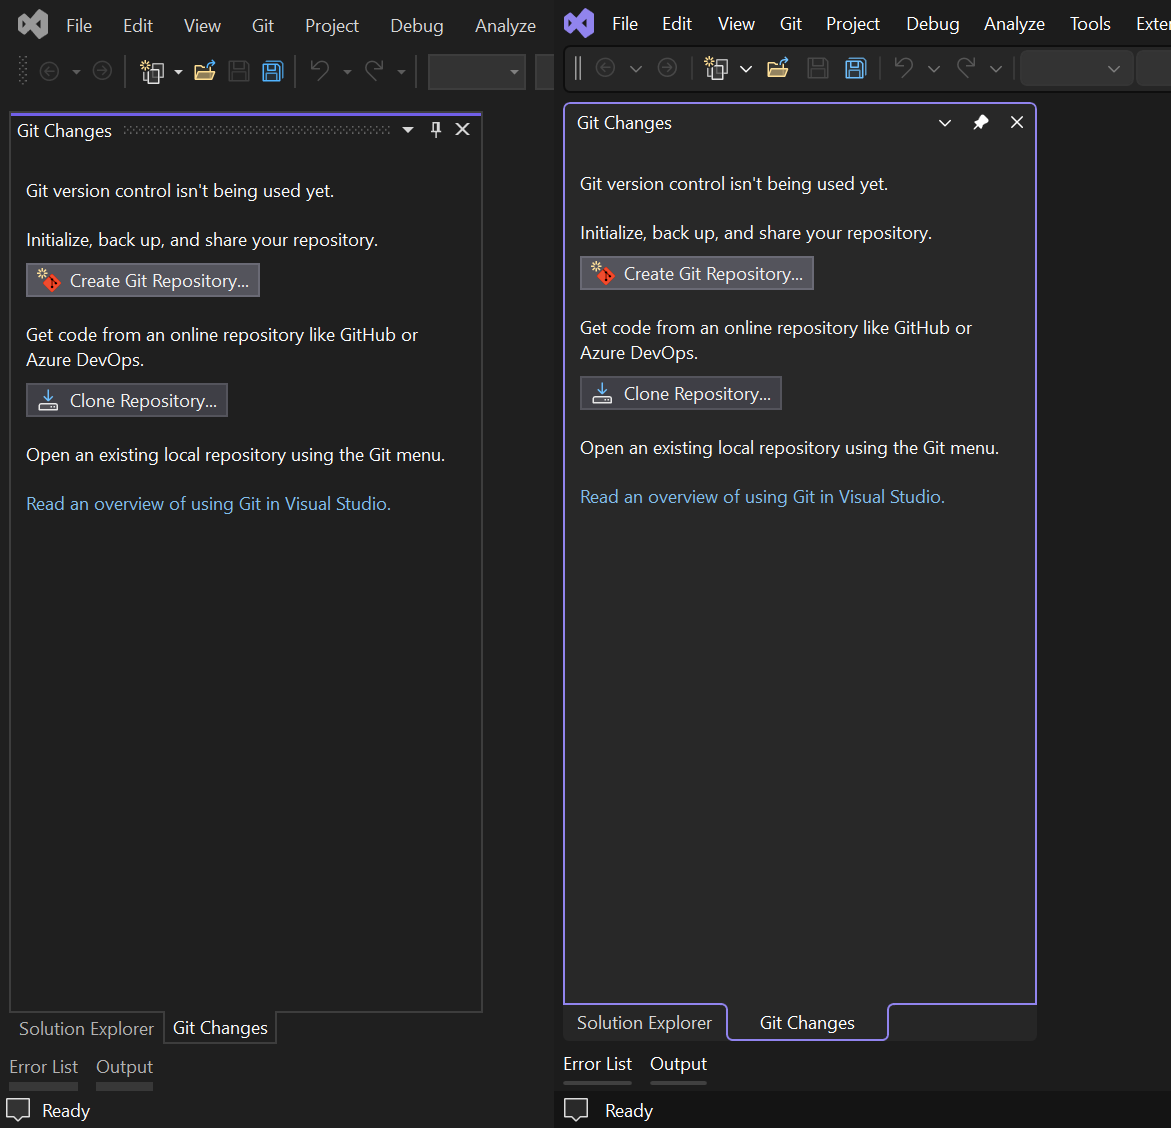 File Edit View Git Project Debug Analyze
Git Changes
Git version control isn't being used yet.
Initialize, back up, and share your repository.
Create Git Repository...
Get code from an online repository like GitHub or
Azure DevOps.
Clone Repository...
Open an existing local repository using the Git menu.
Read an overview of using Git in Visual Studio.
Solution Explorer Git Changes
Error List Output
Ready
File Edit View Git Project Debug Analyze Tools Exter
Git Changes
Git version control isn't being used yet.
Initialize, back up, and share your repository.
Create Git Repository...
Get code from an online repository like GitHub or
Azure DevOps.
Clone Repository...
Open an existing local repository using the Git menu.
Read an overview of using Git in Visual Studio.
Solution Explorer Git Changes
Error List Output
Ready